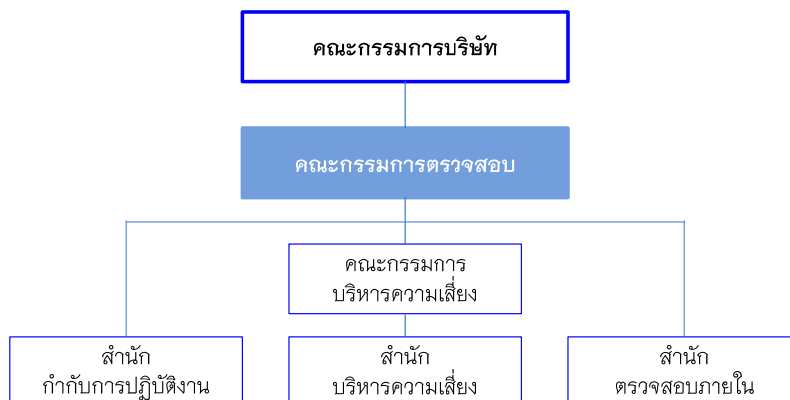 คณะกรรมการบริษัท
คณะกรรมการตรวจสอบ
คณะกรรมการ
บริหารความเสี่ยง
สำนัก
กำกับการปฏิบัติงาน
สำนัก
บริหารความเสี่ยง
สำนัก
ตรวจสอบภายใน